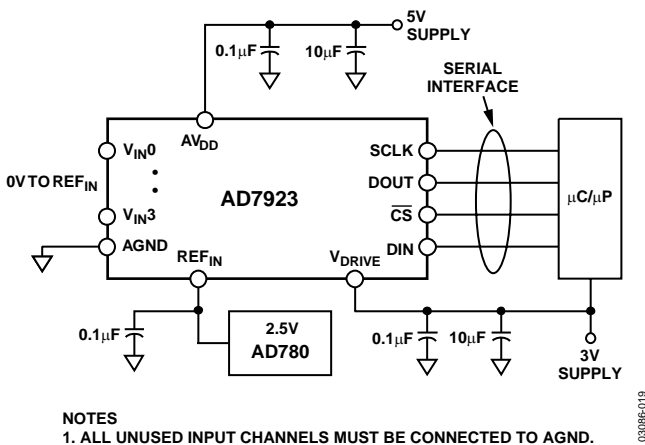 5V
SUPPLY
0.1µF
10µF
SERIAL
INTERFACE
AVDD
VIN0
0V TO REFIN
VIN3
AGND
AD7923
SCLK
DOUT
CS
DIN
µC/µP
REFIN
VDRIVE
0.1µF
2.5V
AD780
0.1µF
10µF
3V
SUPPLY
NOTES
1. ALL UNUSED INPUT CHANNELS MUST BE CONNECTED TO AGND.
03086-019